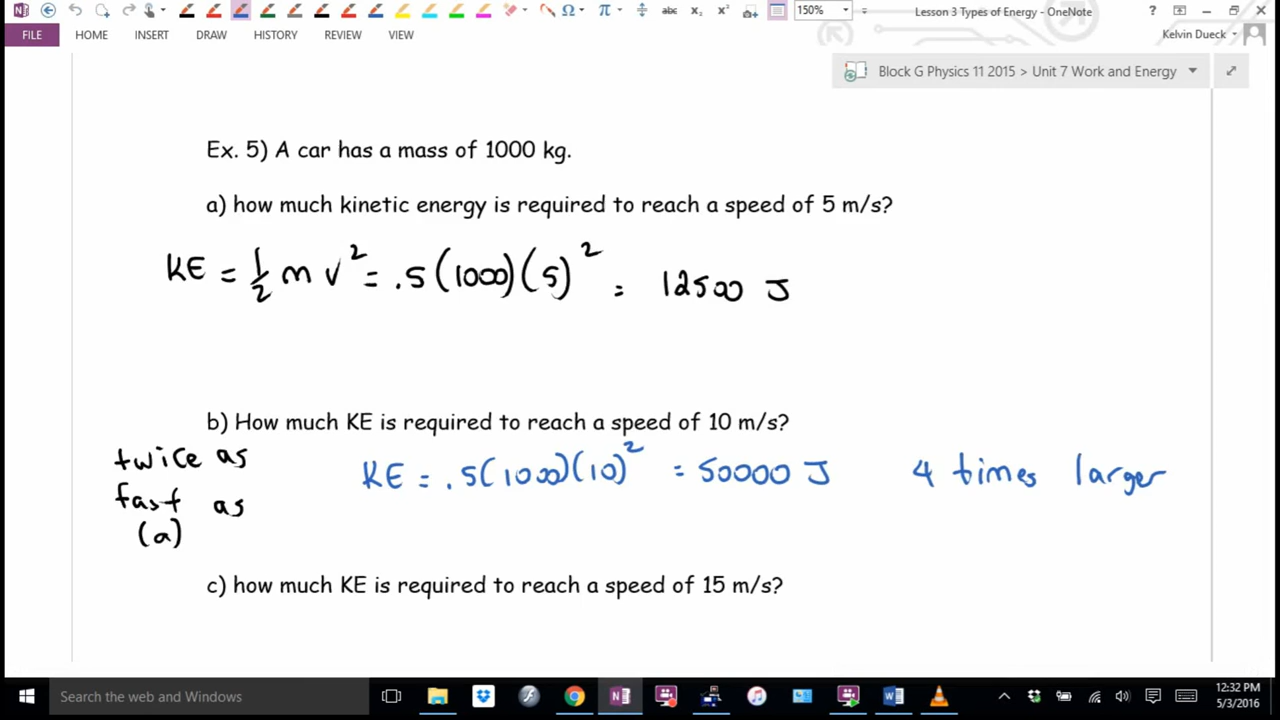 150%
Lesson 3 Types of Energy - OneNote
FILE HOME INSERT DRAW HISTORY REVIEW VIEW
Kelvin Dueck
Block G Physics 11 2015 > Unit 7 Work and Energy
Ex. 5) A car has a mass of 1000 kg.
a) how much kinetic energy is required to reach a speed of 5 m/s?
KE = 1/2 m v² = .5(1000)(5)² = 12500 J
b) How much KE is required to reach a speed of 10 m/s?
twice as
fast as
(a)
KE = .5(1000)(10)² = 50000 J 4 times larger
c) how much KE is required to reach a speed of 15 m/s?
Search the web and Windows
12:32 PM
5/3/2016